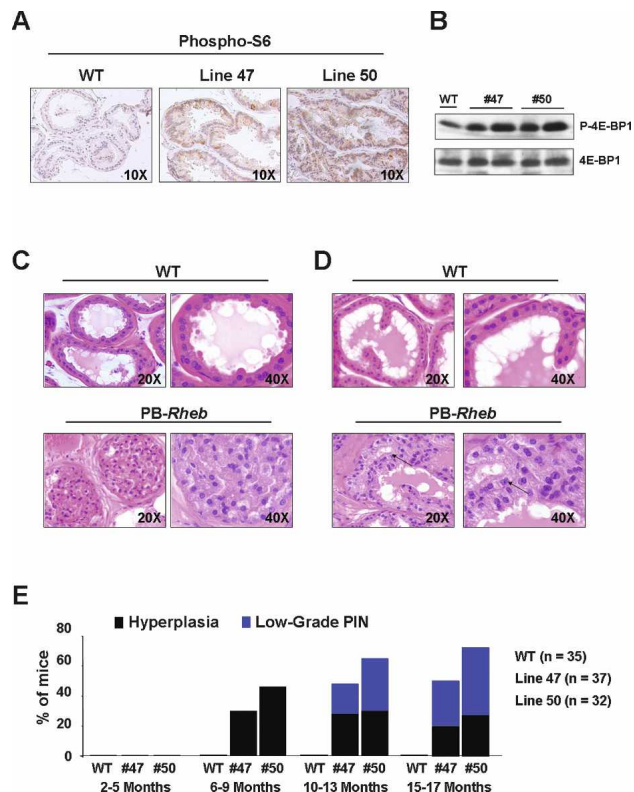 A
Phospho-S6
WT
Line 47
Line 50
10X
10X
10X
B
WT
#47
#50
P-4E-BP1
4E-BP1
C
WT
20X
40X
PB-Rheb
20X
40X
D
WT
20X
40X
PB-Rheb
20X
40X
E
Hyperplasia
Low-Grade PIN
% of mice
80
60
40
20
0
WT #47 #50
WT #47 #50
WT #47 #50
WT #47 #50
2-5 Months
6-9 Months
10-13 Months
15-17 Months
WT (n = 35)
Line 47 (n = 37)
Line 50 (n = 32)